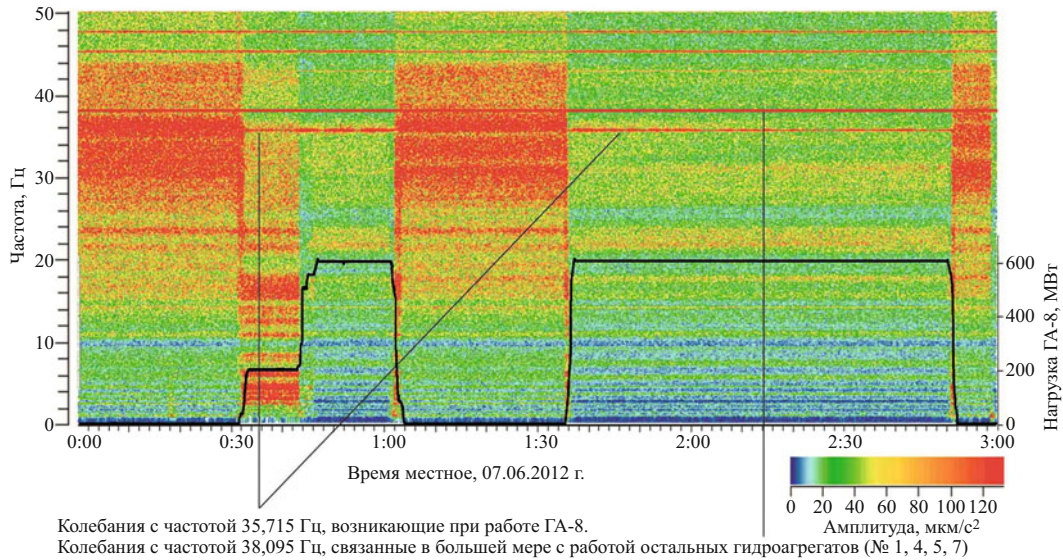 50
40
30
20
10
0
Частота, Гц
600
400
200
0
Нагрузка ГА-8, МВт
0:00 0:30 1:00 1:30 2:00 2:30 3:00
Время местное, 07.06.2012 г.
0 20 40 60 80 100 120
Амплитуда, мкм/с²
Колебания с частотой 35,715 Гц, возникающие при работе ГА-8.
Колебания с частотой 38,095 Гц, связанные в большей мере с работой остальных гидроагрегатов (№ 1, 4, 5, 7)